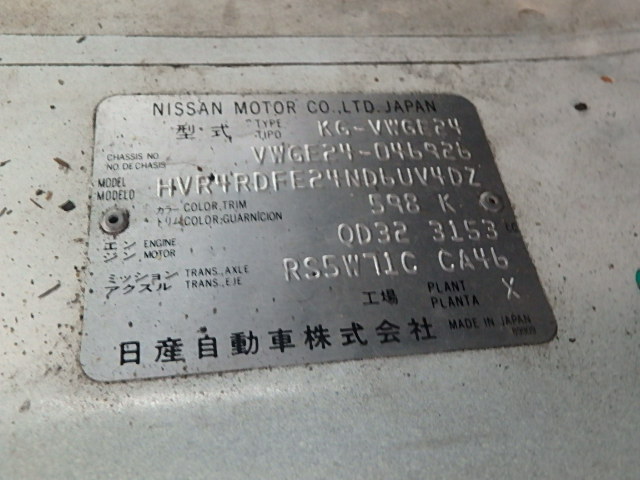 NISSAN MOTOR CO.,LTD. JAPAN
型式 TYPE TIPO KG-VWGE24
CHASSIS NO. NO DE CHASIS VWGE24-046926
MODEL MODELO HVR4RDFE24ND6UV4DZ
カラー トリム COLOR,TRIM COLOR,GUARNICION 598 K
エンジン ENGINE MOTOR QD32 3153 CC
ミッション アクスル TRANS.,AXLE TRANS.,EJE RS5W71C CA46
工場 PLANT PLANTA X
日産自動車株式会社 MADE IN JAPAN